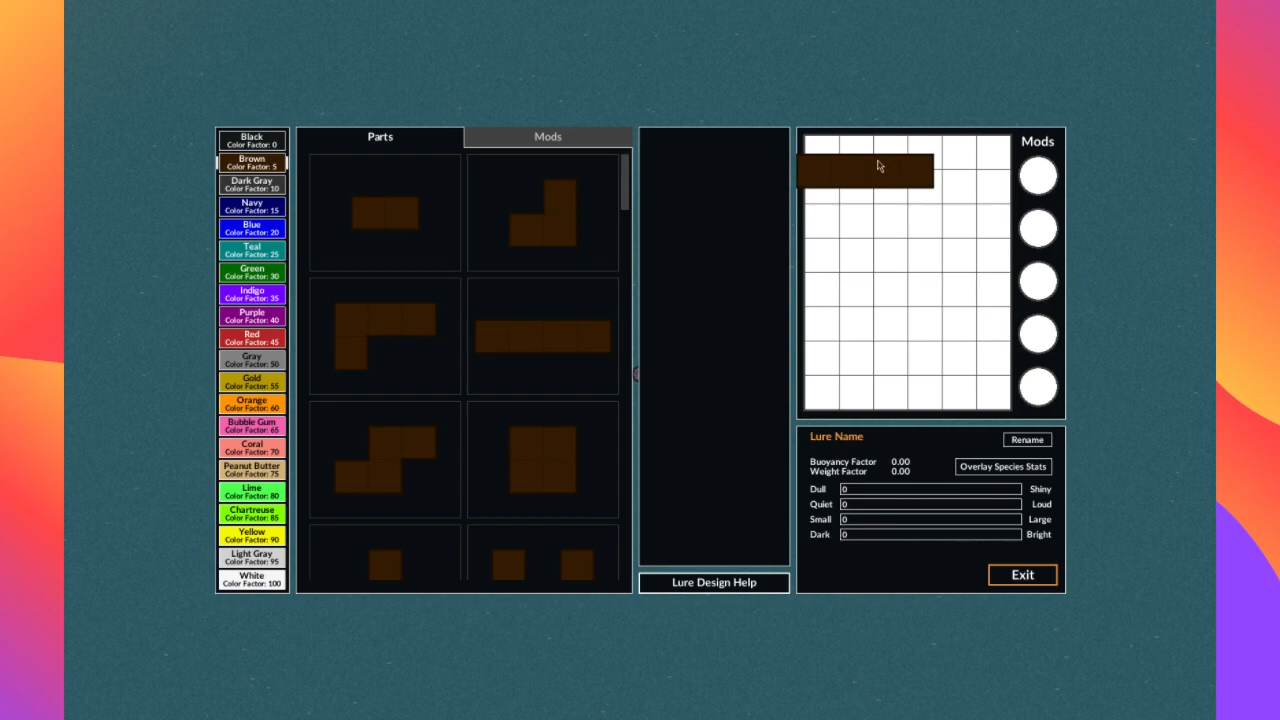 Black
Color Factor: 0
Brown
Color Factor: 5
Dark Gray
Color Factor: 10
Navy
Color Factor: 15
Blue
Color Factor: 20
Teal
Color Factor: 25
Green
Color Factor: 30
Indigo
Color Factor: 35
Purple
Color Factor: 40
Red
Color Factor: 45
Gray
Color Factor: 50
Gold
Color Factor: 55
Orange
Color Factor: 60
Bubble Gum
Color Factor: 65
Coral
Color Factor: 70
Peanut Butter
Color Factor: 75
Lime
Color Factor: 80
Chartreuse
Color Factor: 85
Yellow
Color Factor: 90
Light Gray
Color Factor: 95
White
Color Factor: 100
Parts
Mods
Lure Design Help
Mods
Lure Name
Rename
Buoyancy Factor 0.00
Weight Factor 0.00
Overlay Species Stats
Dull 0 Shiny
Quiet 0 Loud
Small 0 Large
Dark 0 Bright
Exit